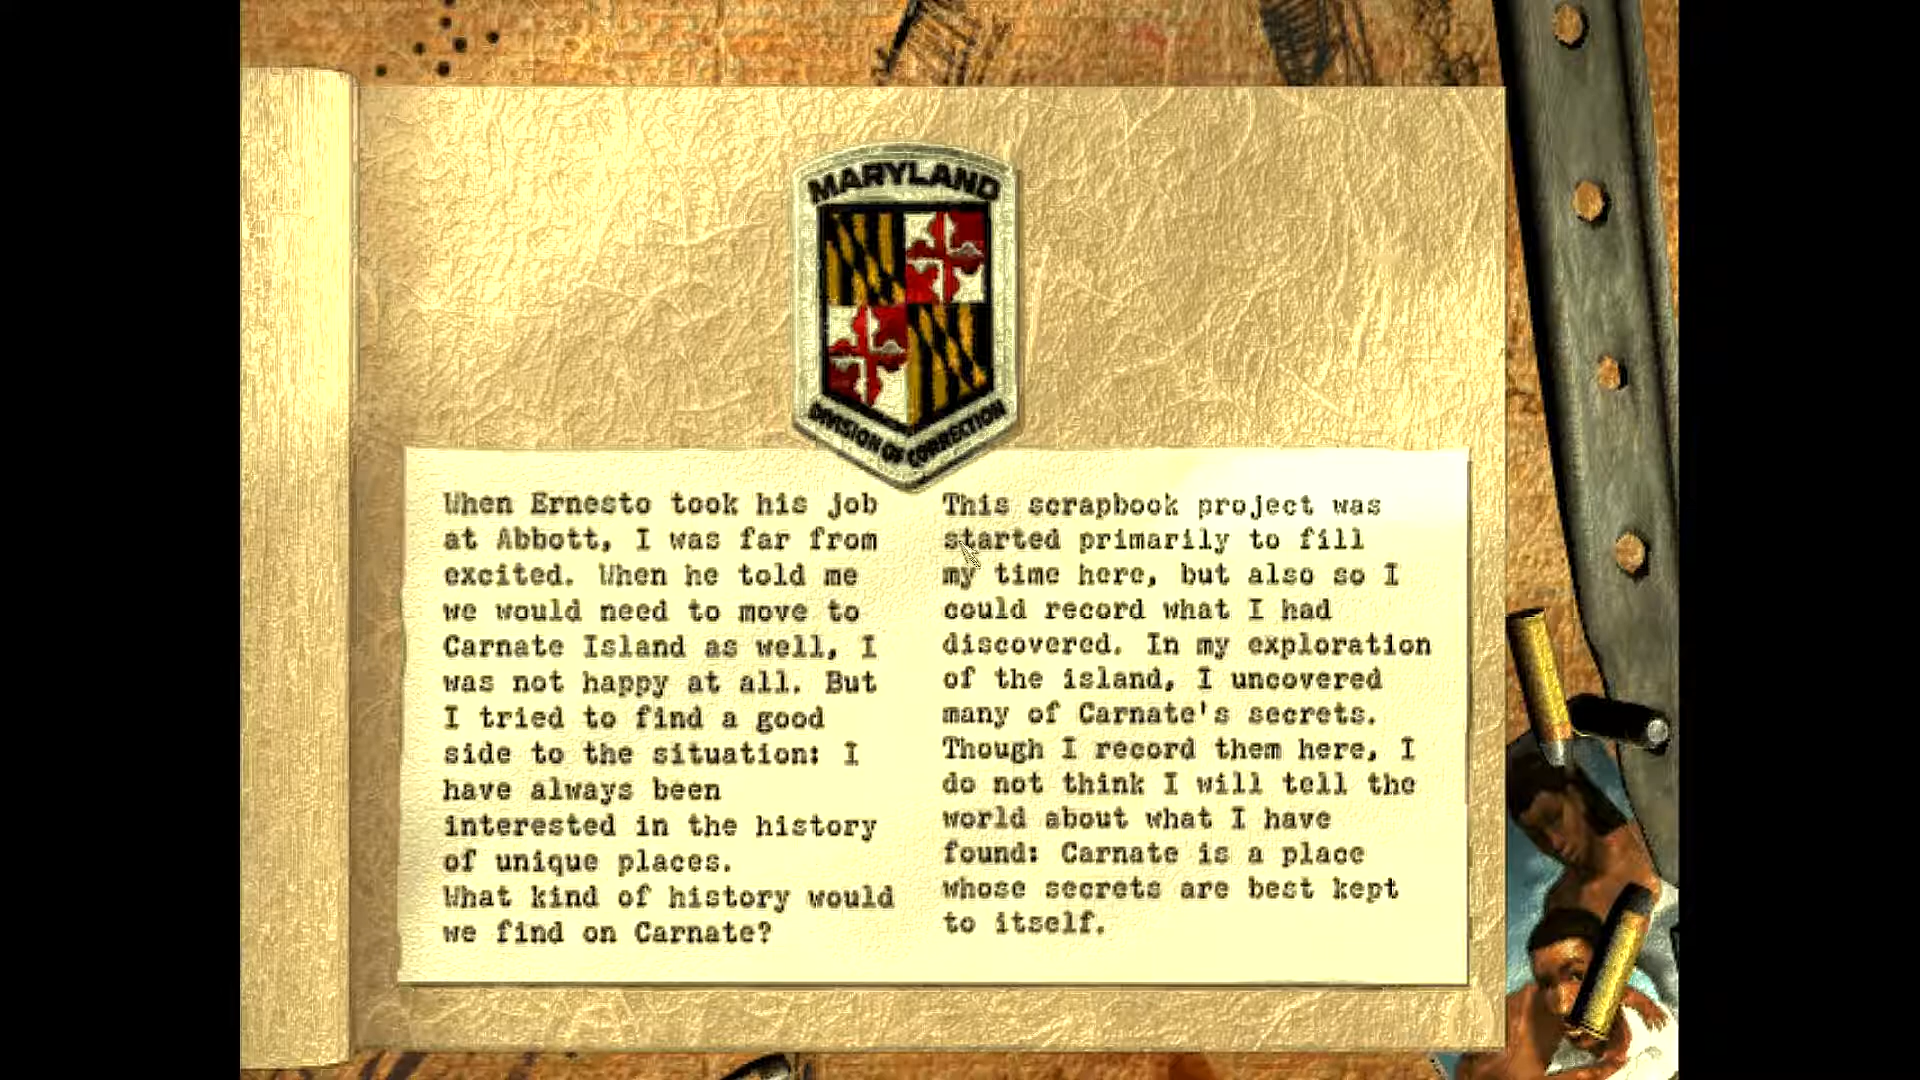 MARYLAND
DIVISION OF CORRECTION
When Ernesto took his job
at Abbott, I was far from
excited. When he told me
we would need to move to
Carnate Island as well, I
was not happy at all. But
I tried to find a good
side to the situation: I
have always been
interested in the history
of unique places.
What kind of history would
we find on Carnate?
This scrapbook project was
started primarily to fill
my time here, but also so I
could record what I had
discovered. In my exploration
of the island, I uncovered
many of Carnate's secrets.
Though I record them here, I
do not think I will tell the
world about what I have
found: Carnate is a place
whose secrets are best kept
to itself.